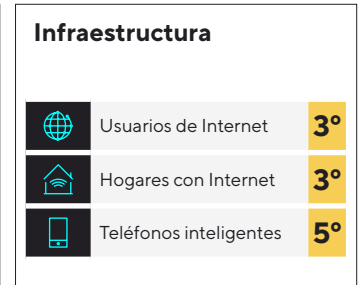 Infraestructura
Usuarios de Internet 3°
Hogares con Internet 3°
Teléfonos inteligentes 5°